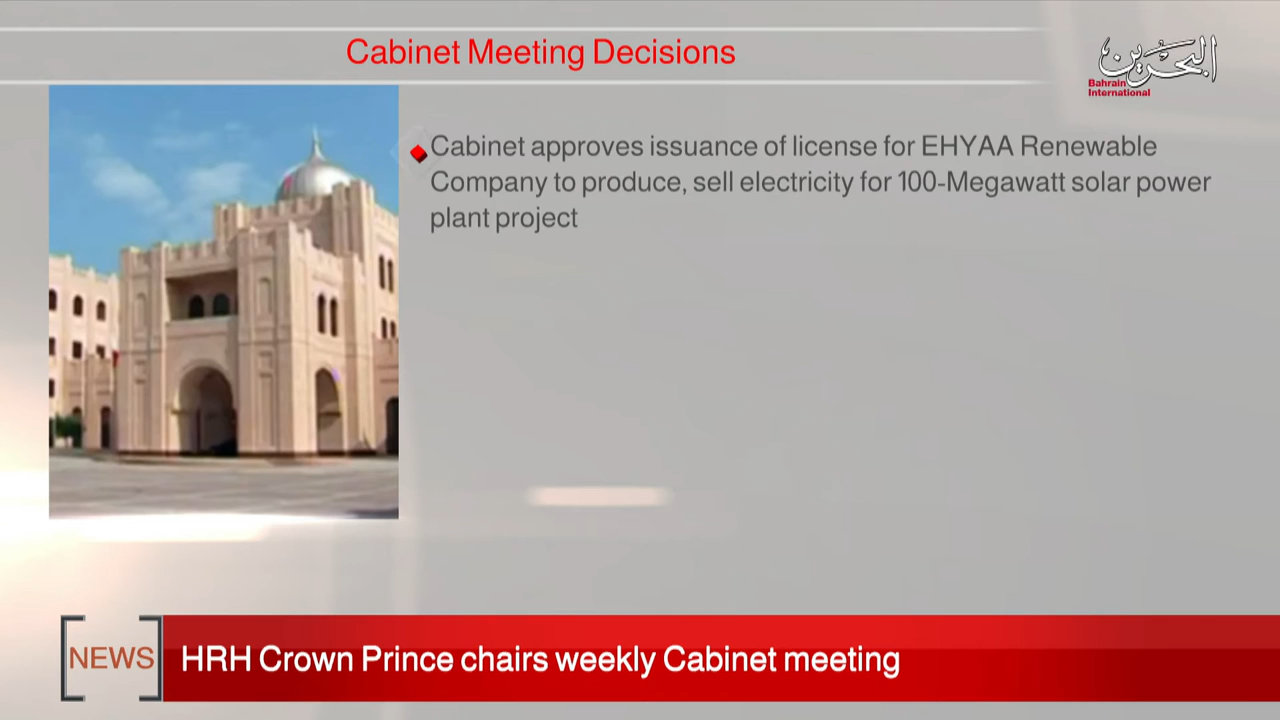 Cabinet Meeting Decisions
البحرين
Bahrain
International
Cabinet approves issuance of license for EHYAA Renewable
Company to produce, sell electricity for 100-Megawatt solar power
plant project
NEWS
HRH Crown Prince chairs weekly Cabinet meeting